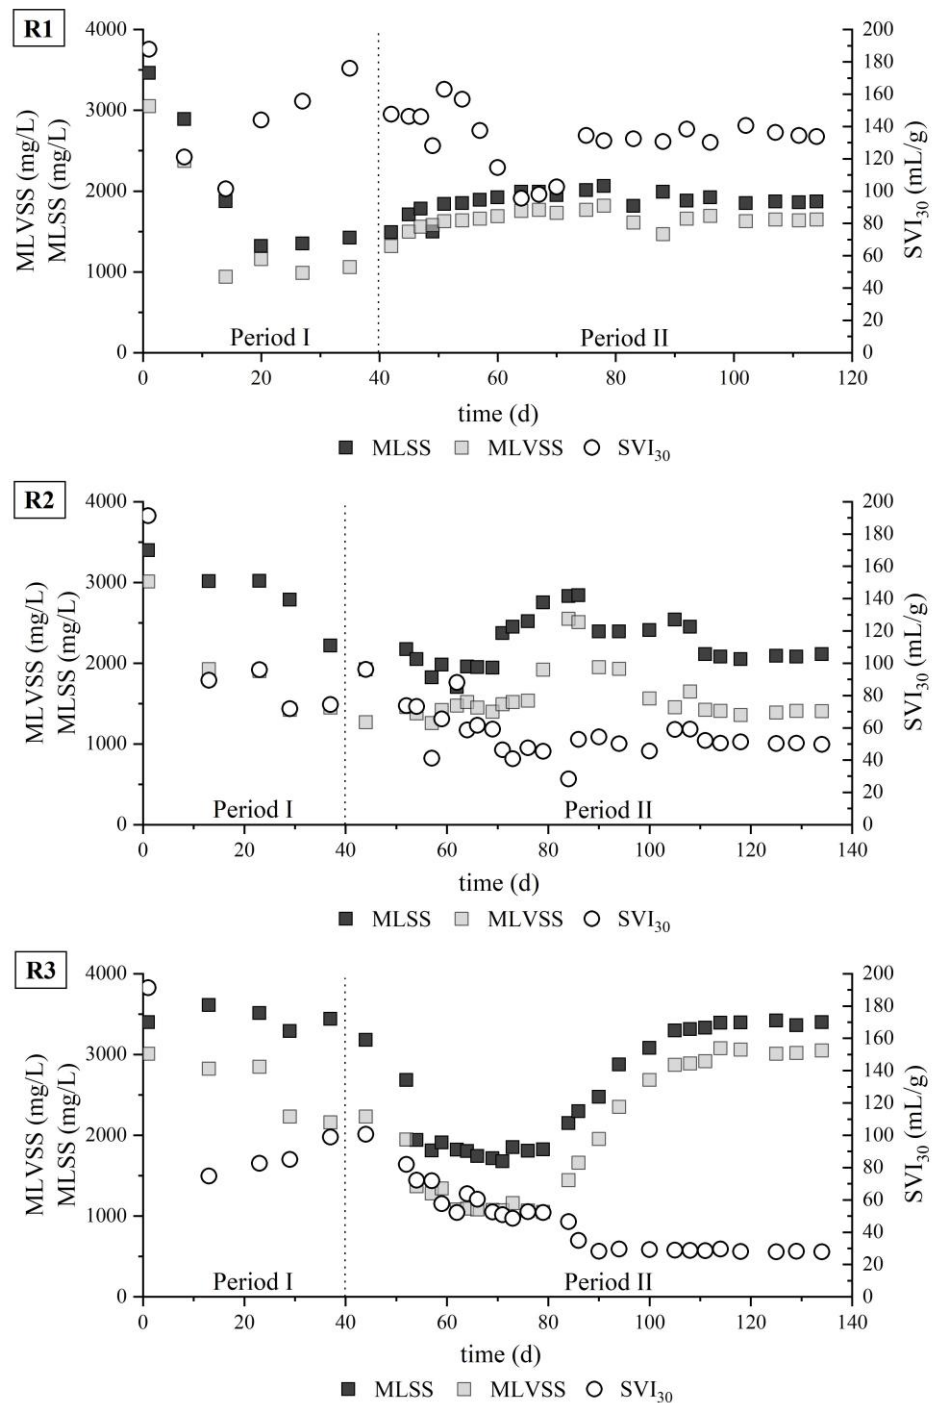 R1
4000
3000
2000
1000
0
MLVSS (mg/L)
MLSS (mg/L)
200
180
160
140
120
100
80
60
40
20
0
SVI₃₀ (mL/g)
Period I
Period II
0 20 40 60 80 100 120
time (d)
MLSS MLVSS SVI₃₀
R2
4000
3000
2000
1000
0
MLVSS (mg/L)
MLSS (mg/L)
200
180
160
140
120
100
80
60
40
20
0
SVI₃₀ (mL/g)
Period I
Period II
0 20 40 60 80 100 120 140
time (d)
MLSS MLVSS SVI₃₀
R3
4000
3000
2000
1000
0
MLVSS (mg/L)
MLSS (mg/L)
200
180
160
140
120
100
80
60
40
20
0
SVI₃₀ (mL/g)
Period I
Period II
0 20 40 60 80 100 120 140
time (d)
MLSS MLVSS SVI₃₀